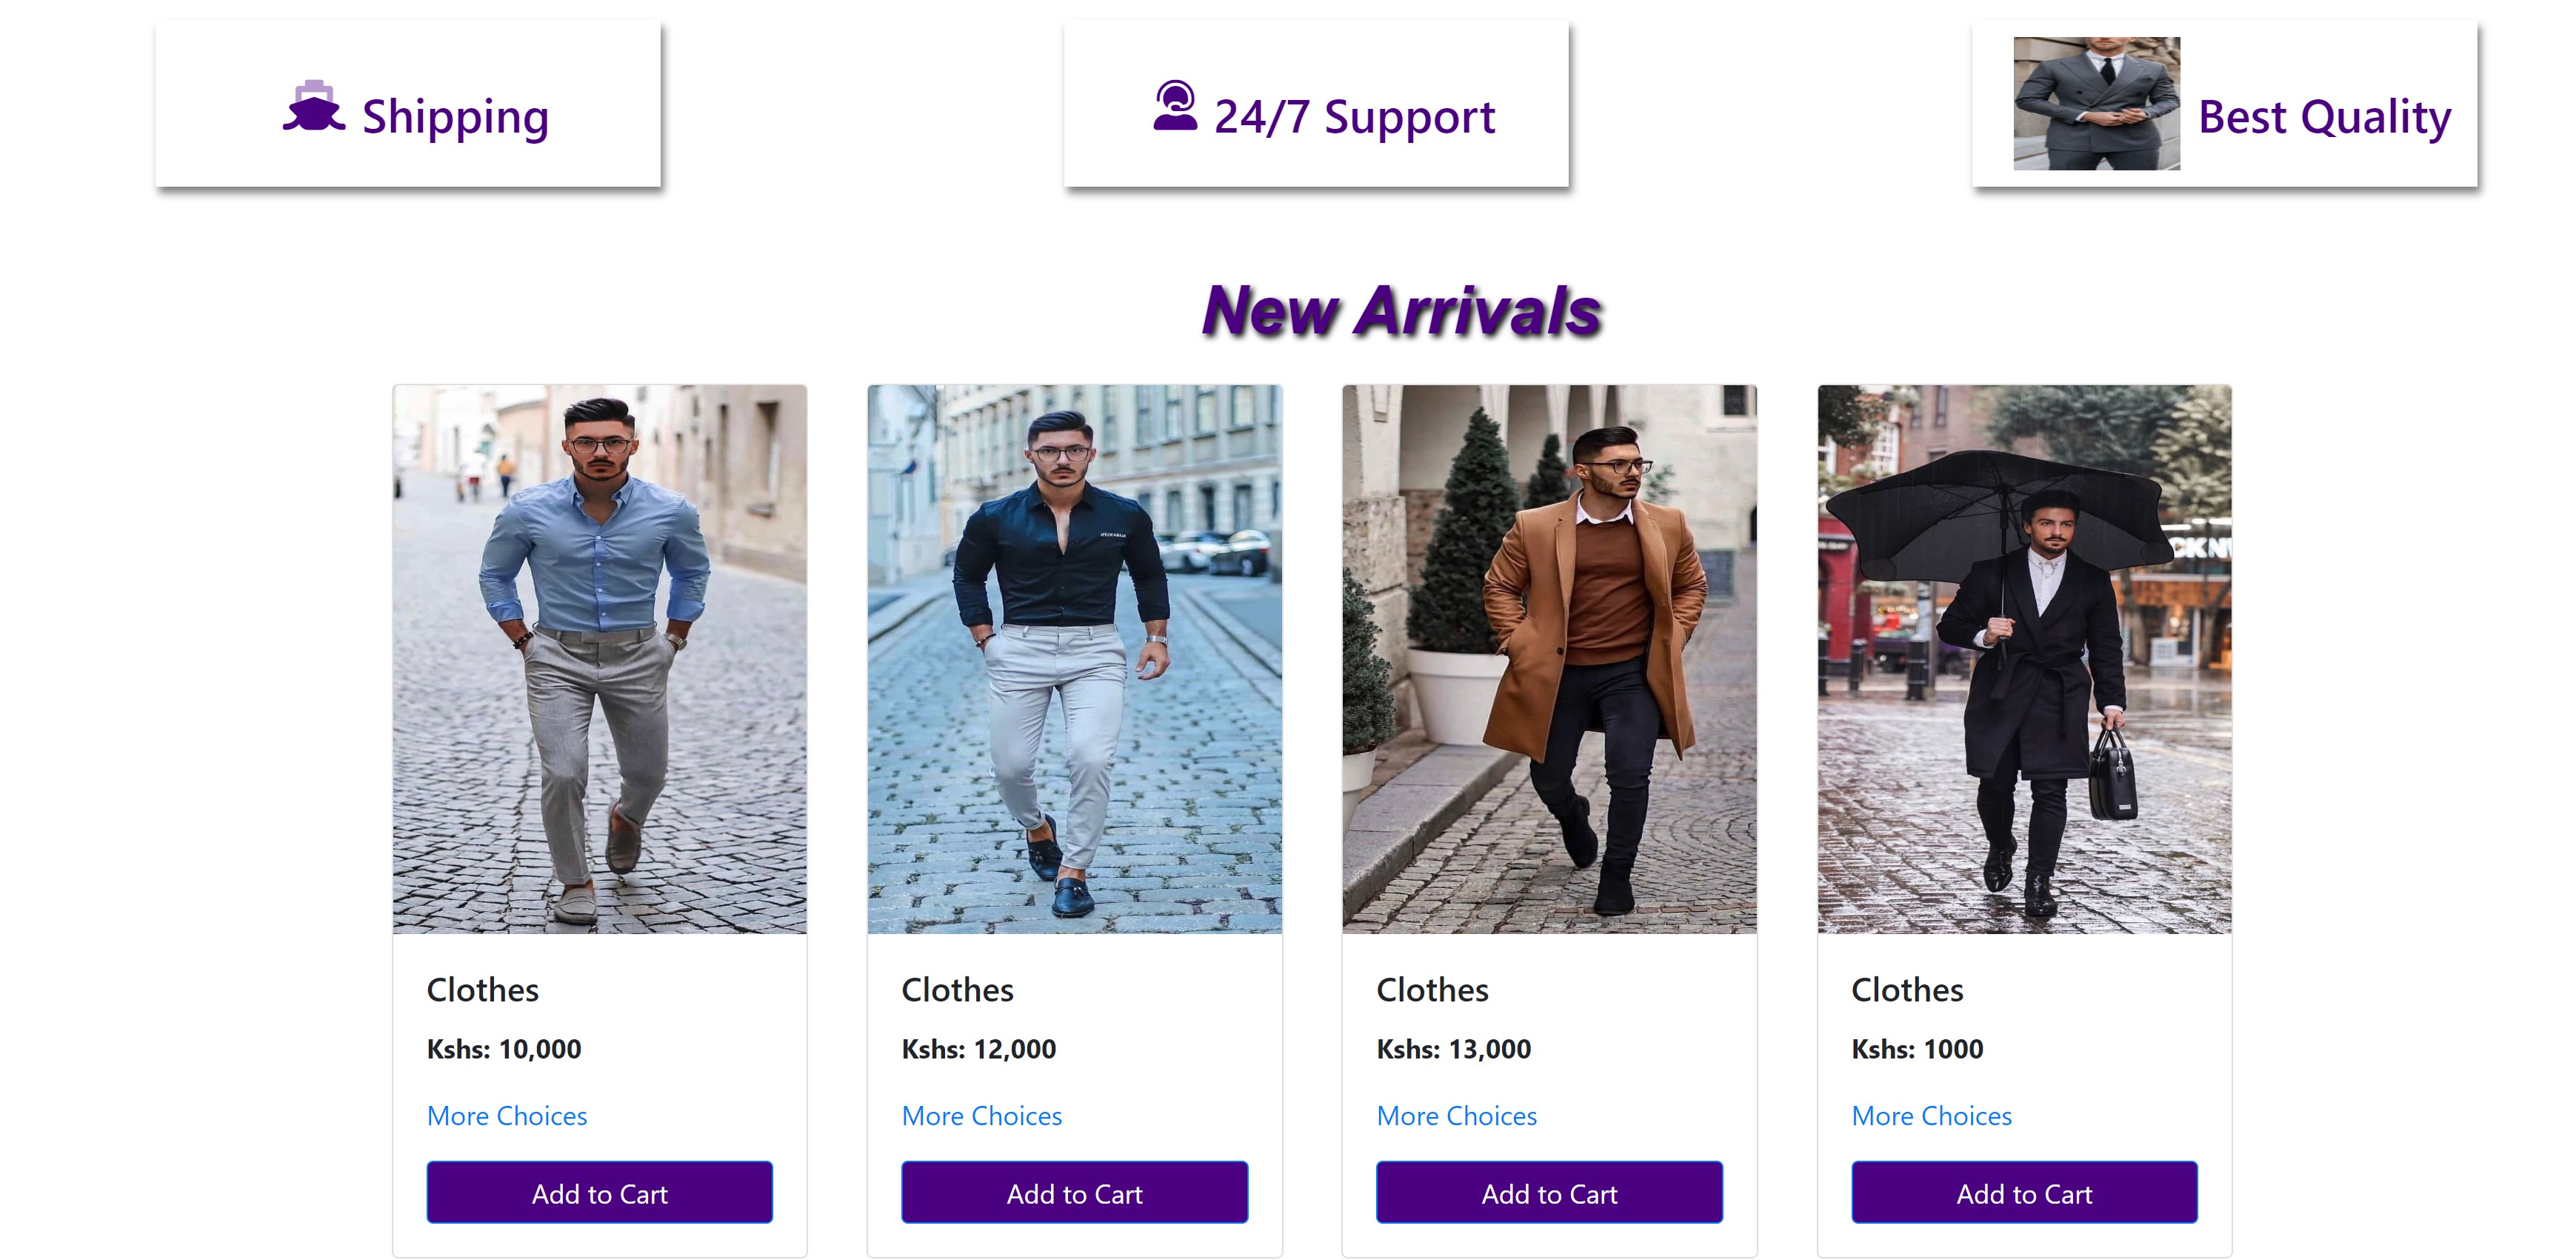 Shipping
24/7 Support
Best Quality
New Arrivals
Clothes
Kshs: 10,000
More Choices
Add to Cart
Clothes
Kshs: 12,000
More Choices
Add to Cart
Clothes
Kshs: 13,000
More Choices
Add to Cart
Clothes
Kshs: 1000
More Choices
Add to Cart